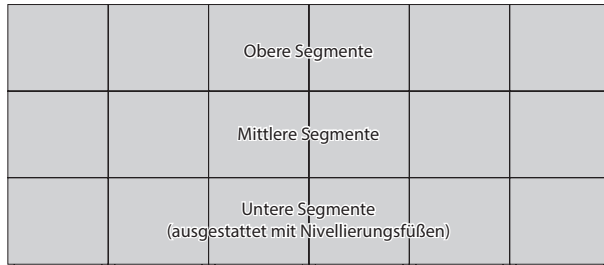 Obere Segmente
Mittlere Segmente
Untere Segmente
(ausgestattet mit Nivellierungsfüßen)